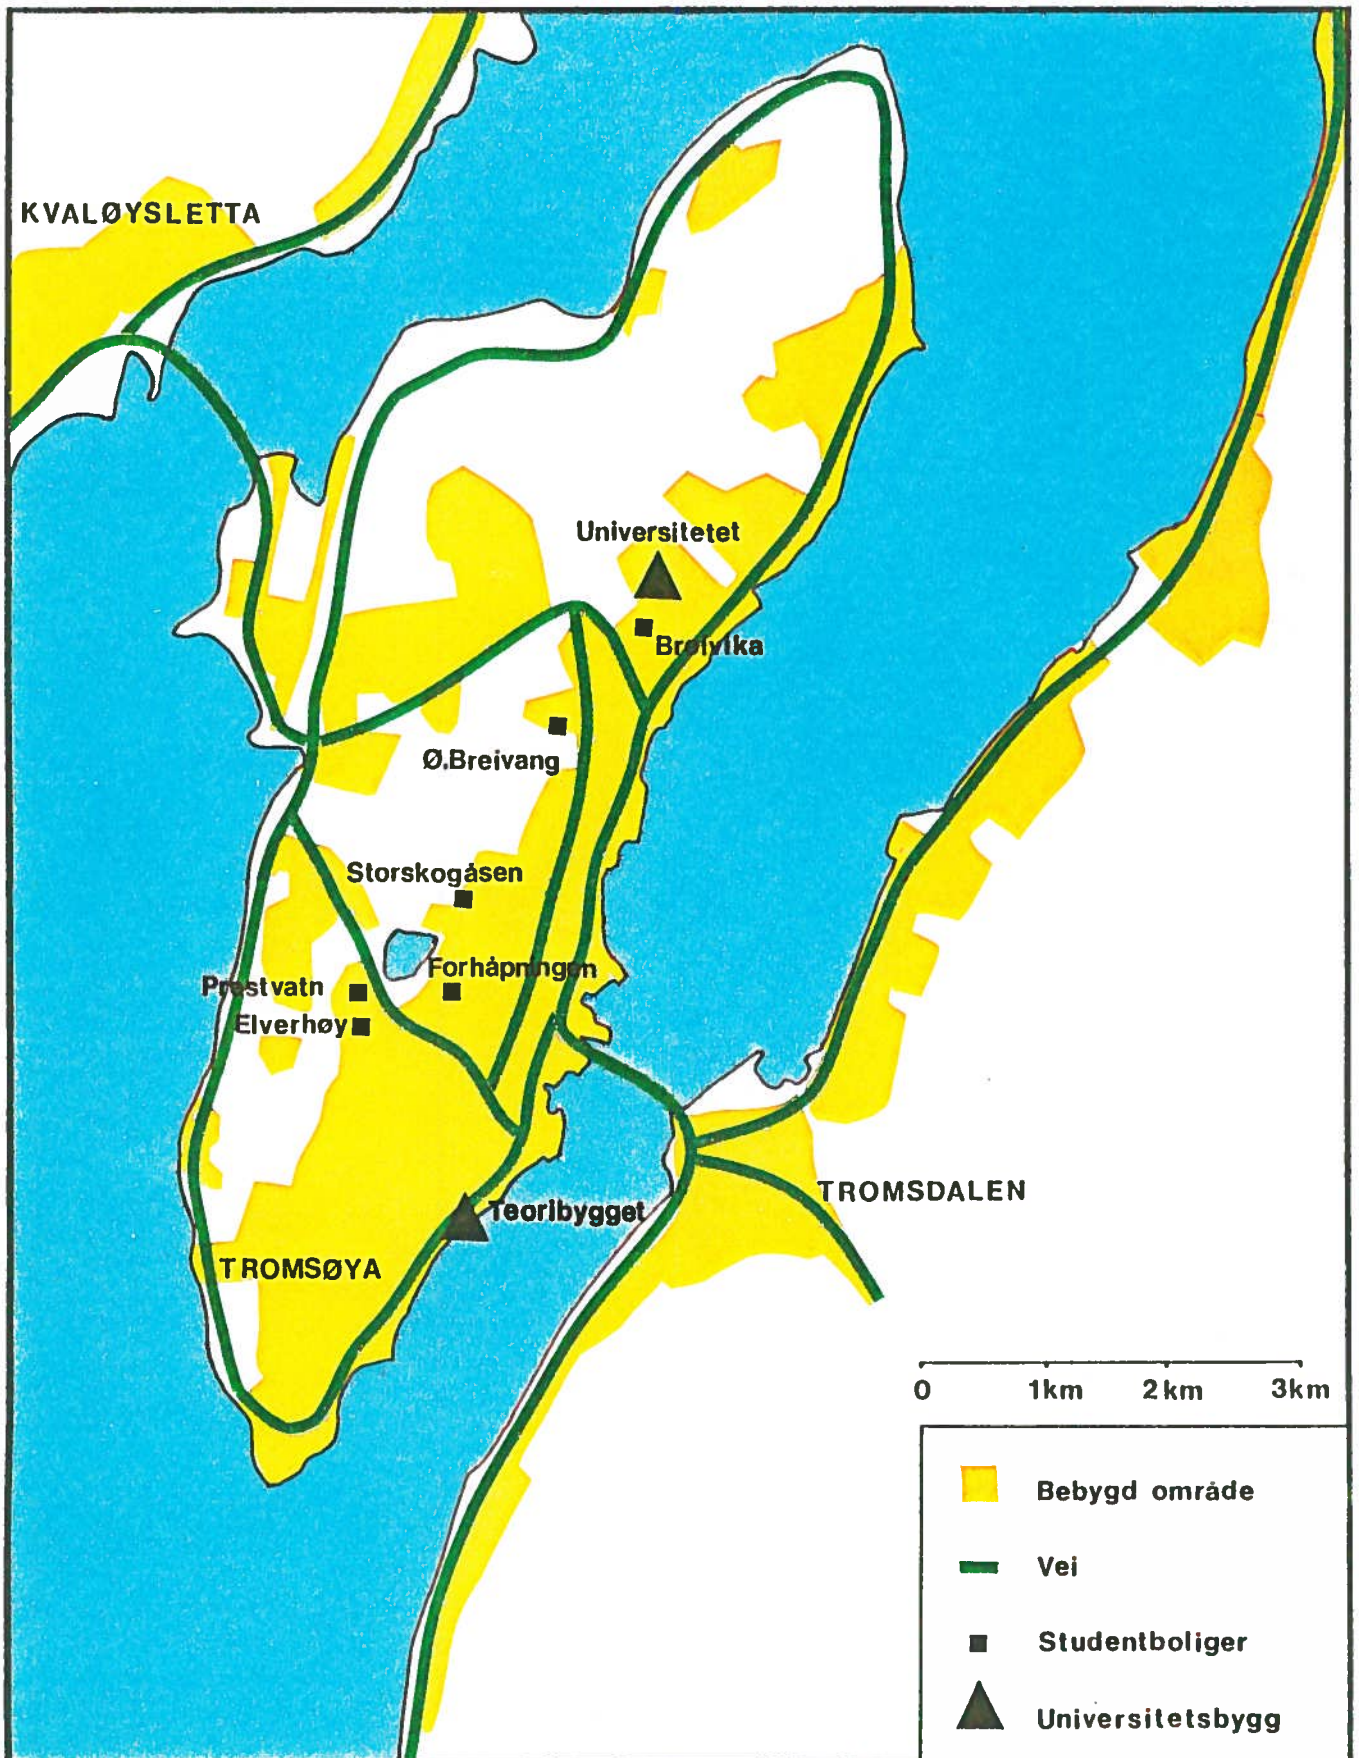 KVALØYSLETTA
Universitetet
Breivika
Ø.Breivang
Storskogåsen
Forhåpningen
Prestvatn
Elverhøy
TROMSDALEN
Teoribygget
TROMSØYA
0 1km 2km 3km
Bebygd område
Vei
Studentboliger
Universitetsbygg